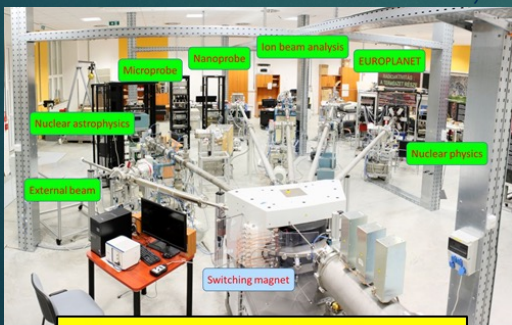 Ion beam analysis
Nanoprobe
EUROPLANET
Microprobe
Nuclear astrophysics
Nuclear physics
External beam
Switching magnet